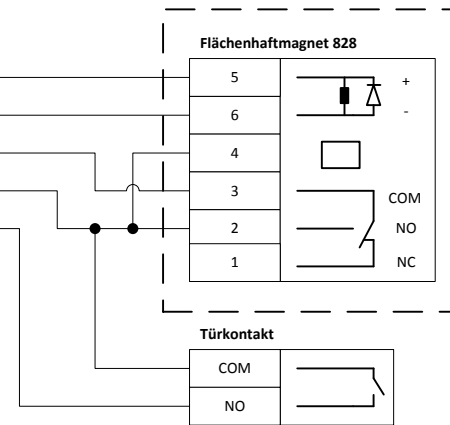 Flächenhaftmagnet 828
5
+
6
-
4
3
COM
2
NO
1
NC
Türkontakt
COM
NO